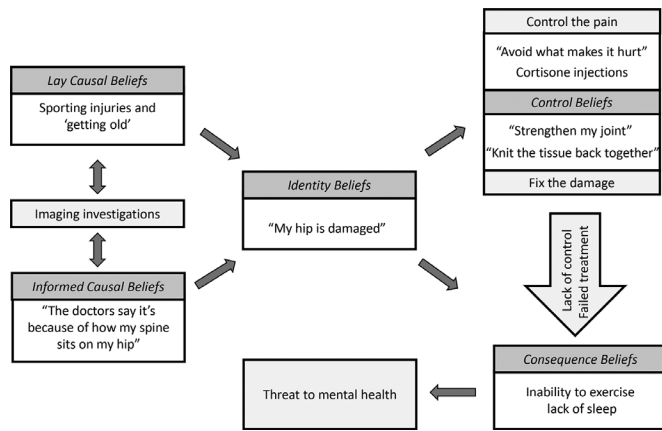 Lay Causal Beliefs
Sporting injuries and
‘getting old’
Imaging investigations
Informed Causal Beliefs
“The doctors say it’s
because of how my spine
sits on my hip”
Identity Beliefs
“My hip is damaged”
Control the pain
“Avoid what makes it hurt”
Cortisone injections
Control Beliefs
“Strengthen my joint”
“Knit the tissue back together”
Fix the damage
Lack of control
Failed treatment
Consequence Beliefs
Inability to exercise
lack of sleep
Threat to mental health